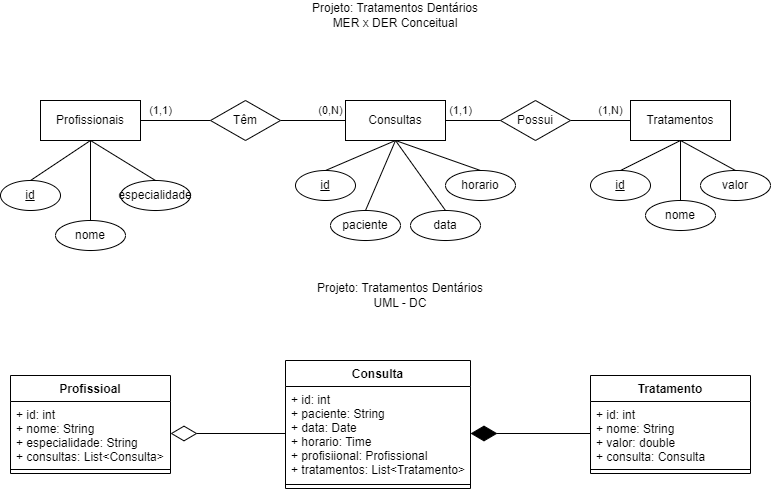 Projeto: Tratamentos Dentários
MER x DER Conceitual
Profissionais
(1,1)
Têm
(0,N)
Consultas
(1,1)
Possui
(1,N)
Tratamentos
id
nome
especialidade
id
paciente
data
horario
id
nome
valor
Projeto: Tratamentos Dentários
UML - DC
Profissioal
+ id: int
+ nome: String
+ especialidade: String
+ consultas: List<Consulta>
Consulta
+ id: int
+ paciente: String
+ data: Date
+ horario: Time
+ profisiional: Profissional
+ tratamentos: List<Tratamento>
Tratamento
+ id: int
+ nome: String
+ valor: double
+ consulta: Consulta